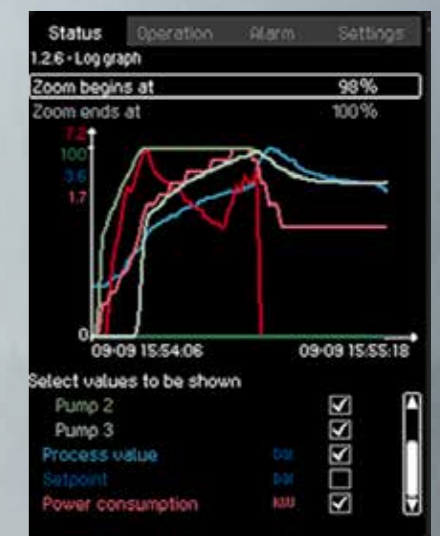 Status Operation Alarm Settings
1.2.6 - Log graph
Zoom begins at 98%
Zoom ends at 100%
7.2
100
3.6
1.7
0
09-09 15:54:06 09-09 15:55:18
Select values to be shown
Pump 2
Pump 3
Process value bar
Setpoint bar
Power consumption kW